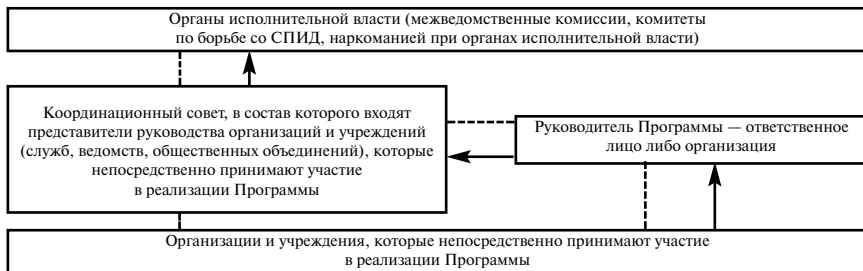 Органы исполнительной власти (межведомственные комиссии, комитеты
по борьбе со СПИД, наркоманией при органах исполнительной власти)
Координационный совет, в состав которого входят
представители руководства организаций и учреждений
(служб, ведомств, общественных объединений), которые
непосредственно принимают участие
в реализации Программы
Руководитель Программы — ответственное
лицо либо организация
Организации и учреждения, которые непосредственно принимают участие
в реализации Программы